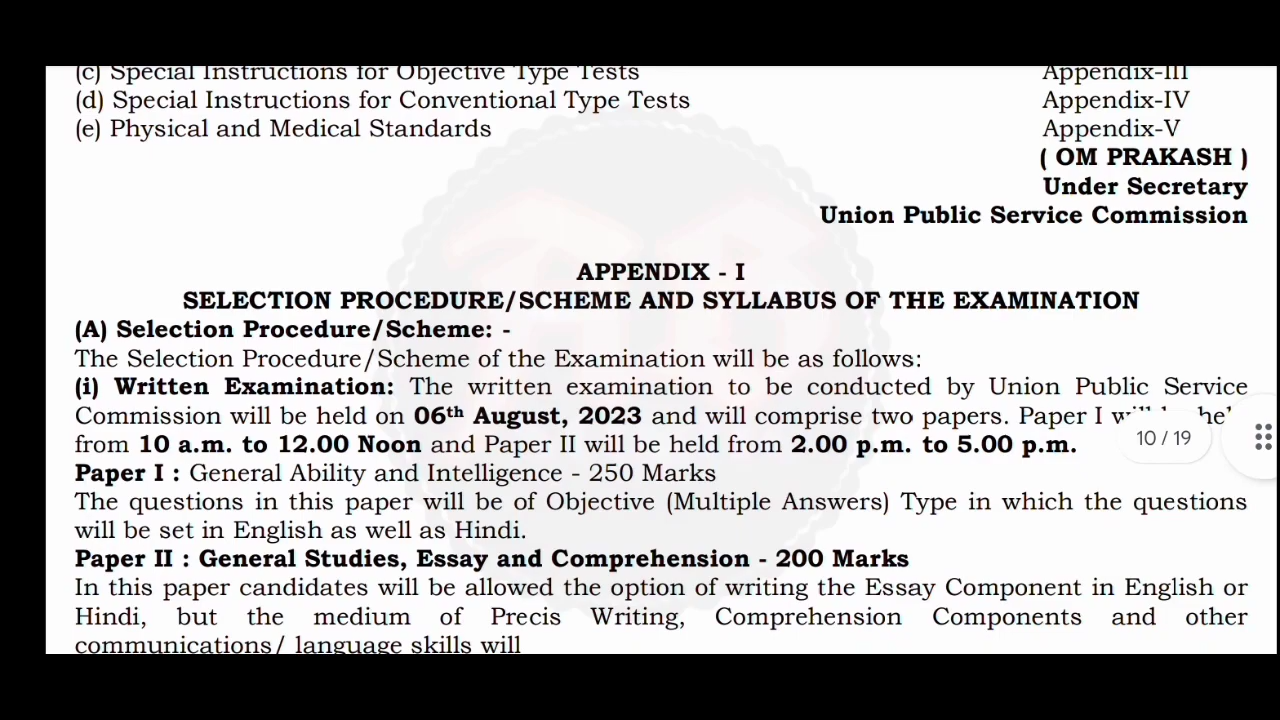 (c) Special Instructions for Objective Type Tests Appendix-III
(d) Special Instructions for Conventional Type Tests Appendix-IV
(e) Physical and Medical Standards Appendix-V
( OM PRAKASH )
Under Secretary
Union Public Service Commission
APPENDIX - I
SELECTION PROCEDURE/SCHEME AND SYLLABUS OF THE EXAMINATION
(A) Selection Procedure/Scheme: -
The Selection Procedure/Scheme of the Examination will be as follows:
(i) Written Examination: The written examination to be conducted by Union Public Service
Commission will be held on 06th August, 2023 and will comprise two papers. Paper I
from 10 a.m. to 12.00 Noon and Paper II will be held from 2.00 p.m. to 5.00 p.m.
10 / 19
Paper I : General Ability and Intelligence - 250 Marks
The questions in this paper will be of Objective (Multiple Answers) Type in which the questions
will be set in English as well as Hindi.
Paper II : General Studies, Essay and Comprehension - 200 Marks
In this paper candidates will be allowed the option of writing the Essay Component in English or
Hindi, but the medium of Precis Writing, Comprehension Components and other
communications/ language skills will